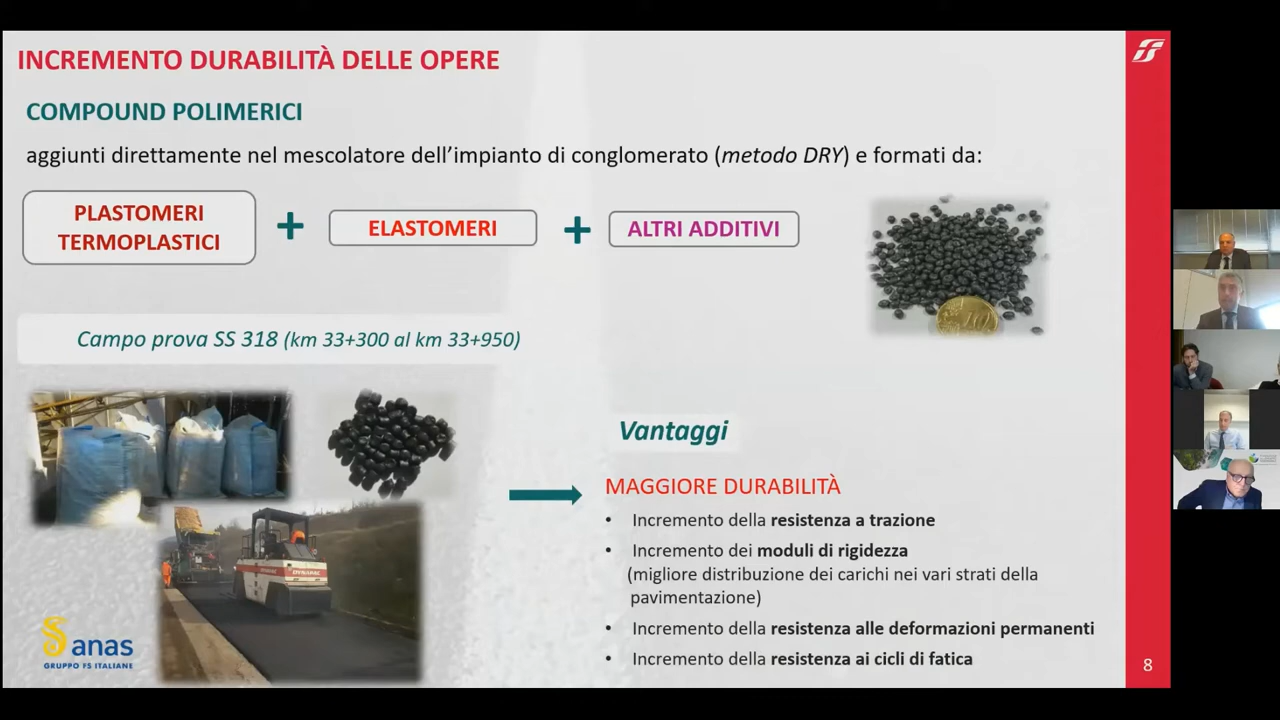 INCREMENTO DURABILITÀ DELLE OPERE
COMPOUND POLIMERICI
aggiunti direttamente nel mescolatore dell'impianto di conglomerato (metodo DRY) e formati da:
PLASTOMERI
TERMOPLASTICI
+
ELASTOMERI
+
ALTRI ADDITIVI
10
Campo prova SS 318 (km 33+300 al km 33+950)
Vantaggi
MAGGIORE DURABILITÀ
• Incremento della resistenza a trazione
• Incremento dei moduli di rigidezza
(migliore distribuzione dei carichi nei vari strati della
pavimentazione)
• Incremento della resistenza alle deformazioni permanenti
• Incremento della resistenza ai cicli di fatica
DYNAPAC
anas
GRUPPO FS ITALIANE
8